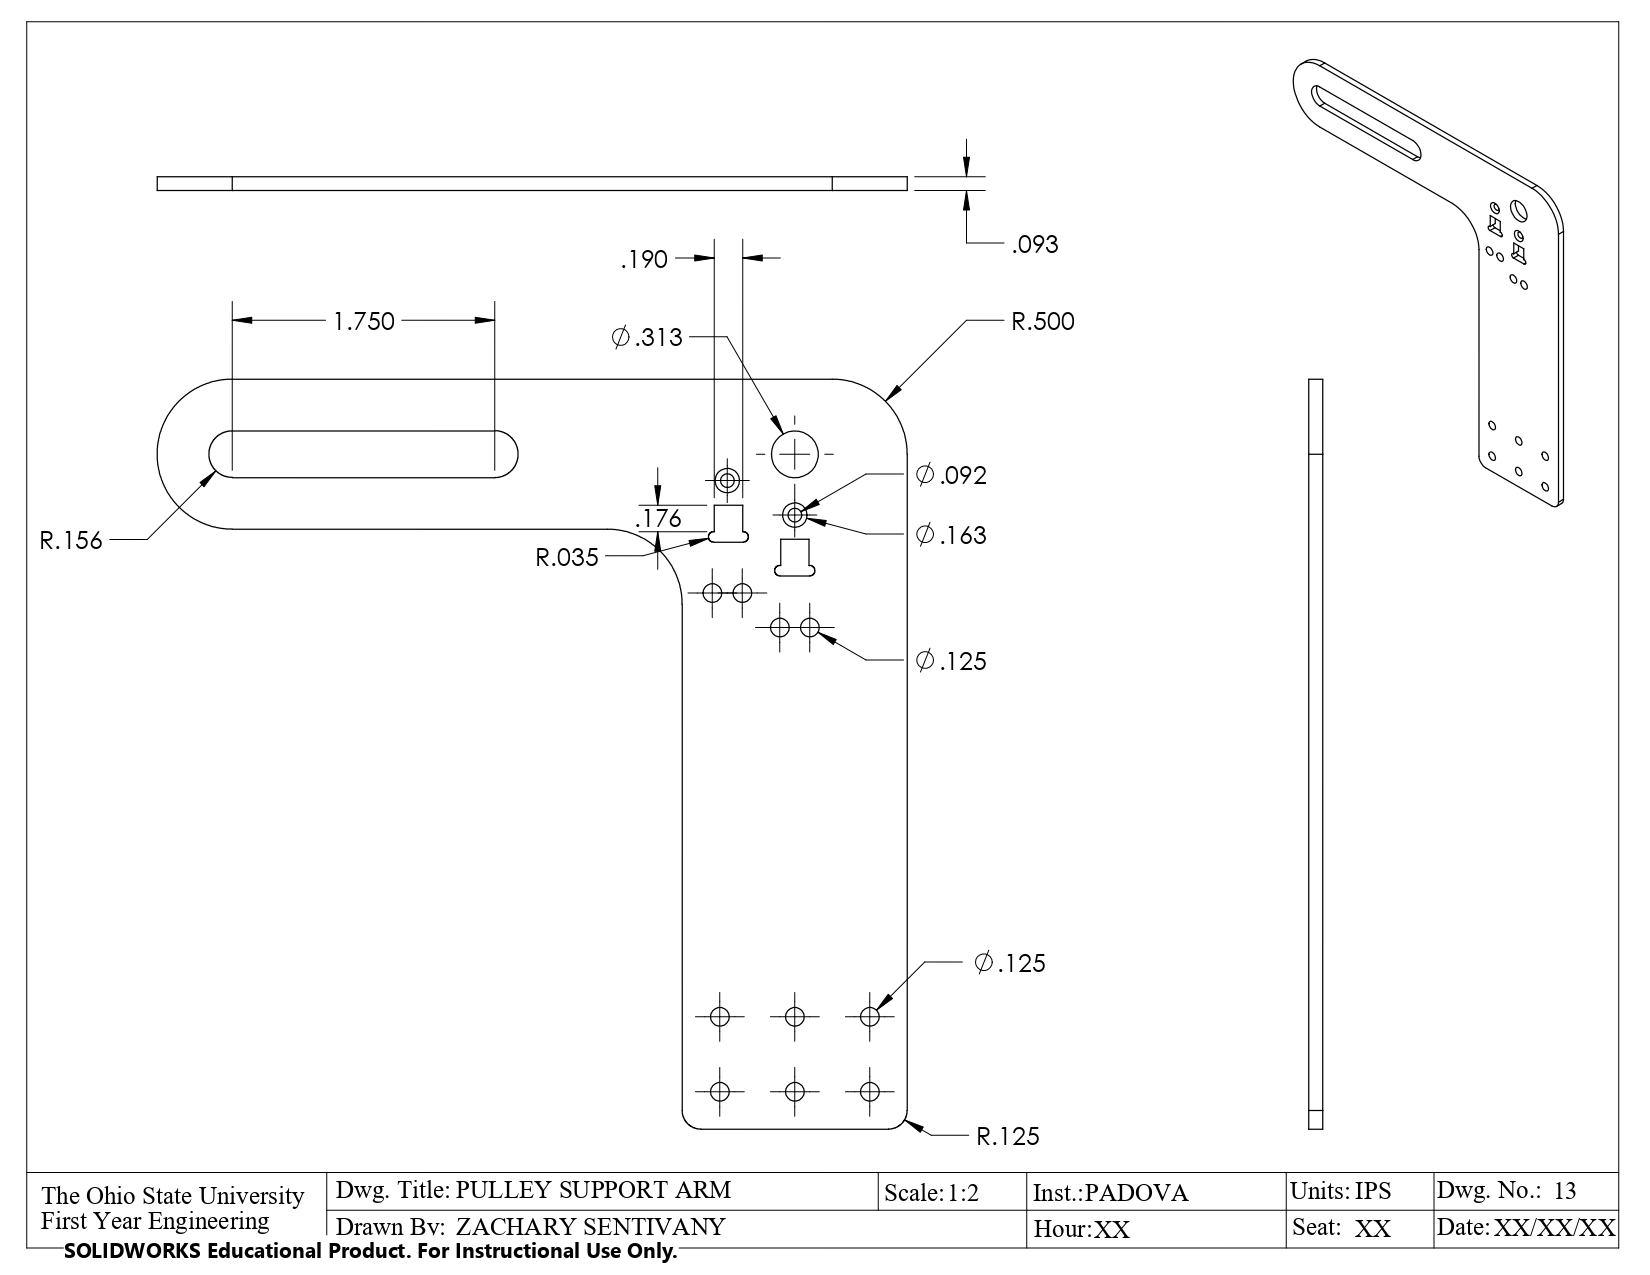 .093
.190
1.750
∅.313
R.500
∅.092
.176
∅.163
R.156
R.035
∅.125
∅.125
R.125
The Ohio State University
First Year Engineering
Dwg. Title: PULLEY SUPPORT ARM
Scale: 1:2
Inst.: PADOVA
Units: IPS
Dwg. No.: 13
Drawn By: ZACHARY SENTIVANY
Hour: XX
Seat: XX
Date: XX/XX/XX
SOLIDWORKS Educational Product. For Instructional Use Only.